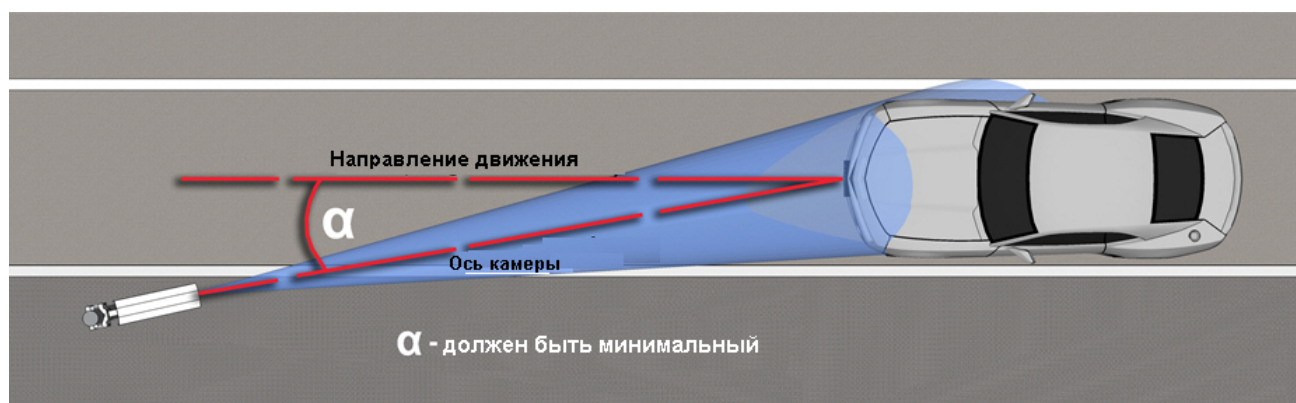 Направление движения
α
Ось камеры
α - должен быть минимальный